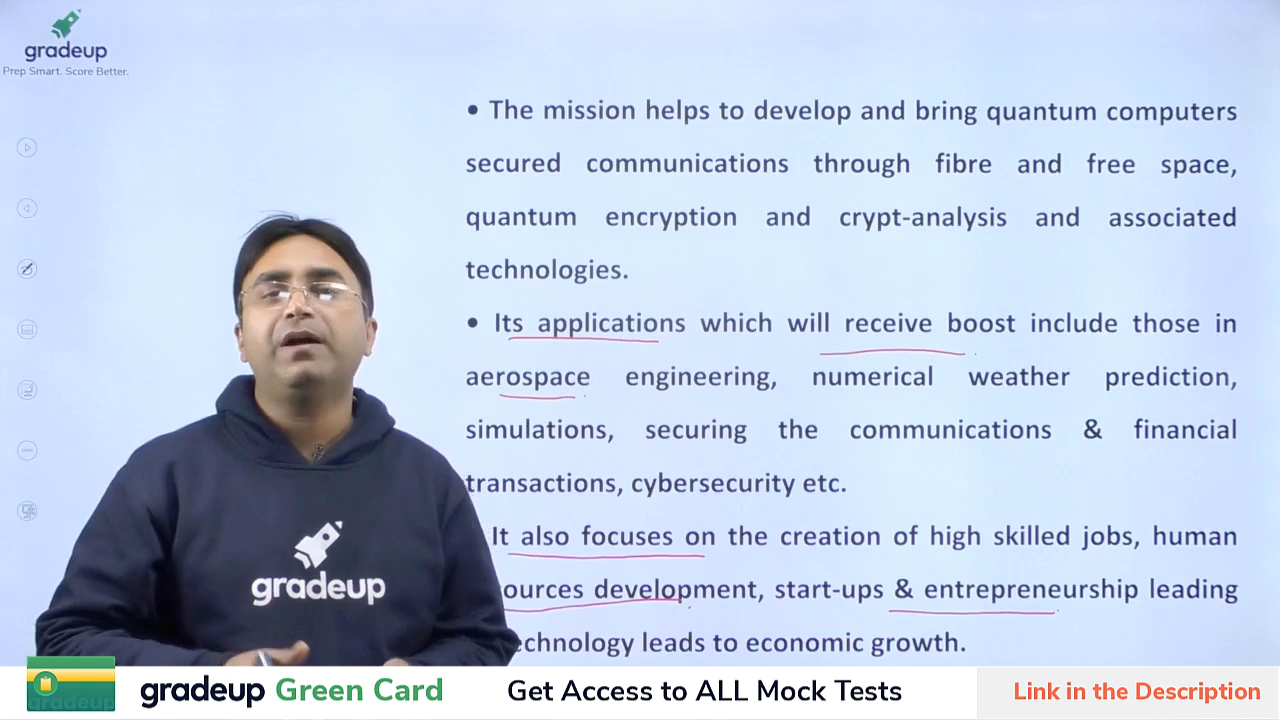 gradeup
Prep Smart. Score Better.
• The mission helps to develop and bring quantum computers
secured communications through fibre and free space,
quantum encryption and crypt-analysis and associated
technologies.
• Its applications which will receive boost include those in
aerospace engineering, numerical weather prediction,
simulations, securing the communications & financial
transactions, cybersecurity etc.
It also focuses on the creation of high skilled jobs, human
ources development, start-ups & entrepreneurship leading
echnology leads to economic growth.
gradeup
gradeup Green Card
Get Access to ALL Mock Tests
Link in the Description
gradeup